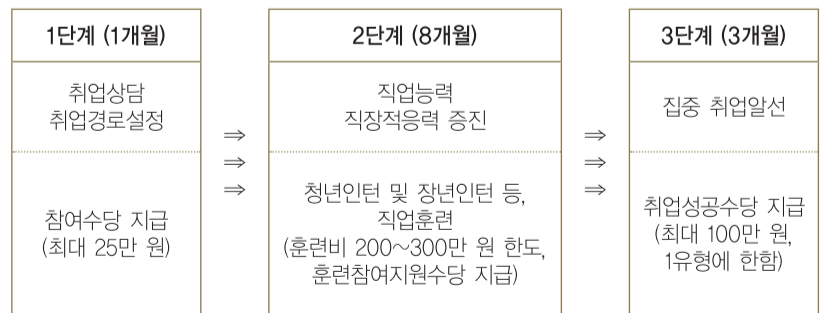 1단계 (1개월)
취업상담
취업경로설정
참여수당 지급
(최대 25만 원)
⇒
⇒
⇒
2단계 (8개월)
직업능력
직장적응력 증진
청년인턴 및 장년인턴 등,
직업훈련
(훈련비 200~300만 원 한도,
훈련참여지원수당 지급)
⇒
⇒
⇒
3단계 (3개월)
집중 취업알선
취업성공수당 지급
(최대 100만 원,
1유형에 한함)